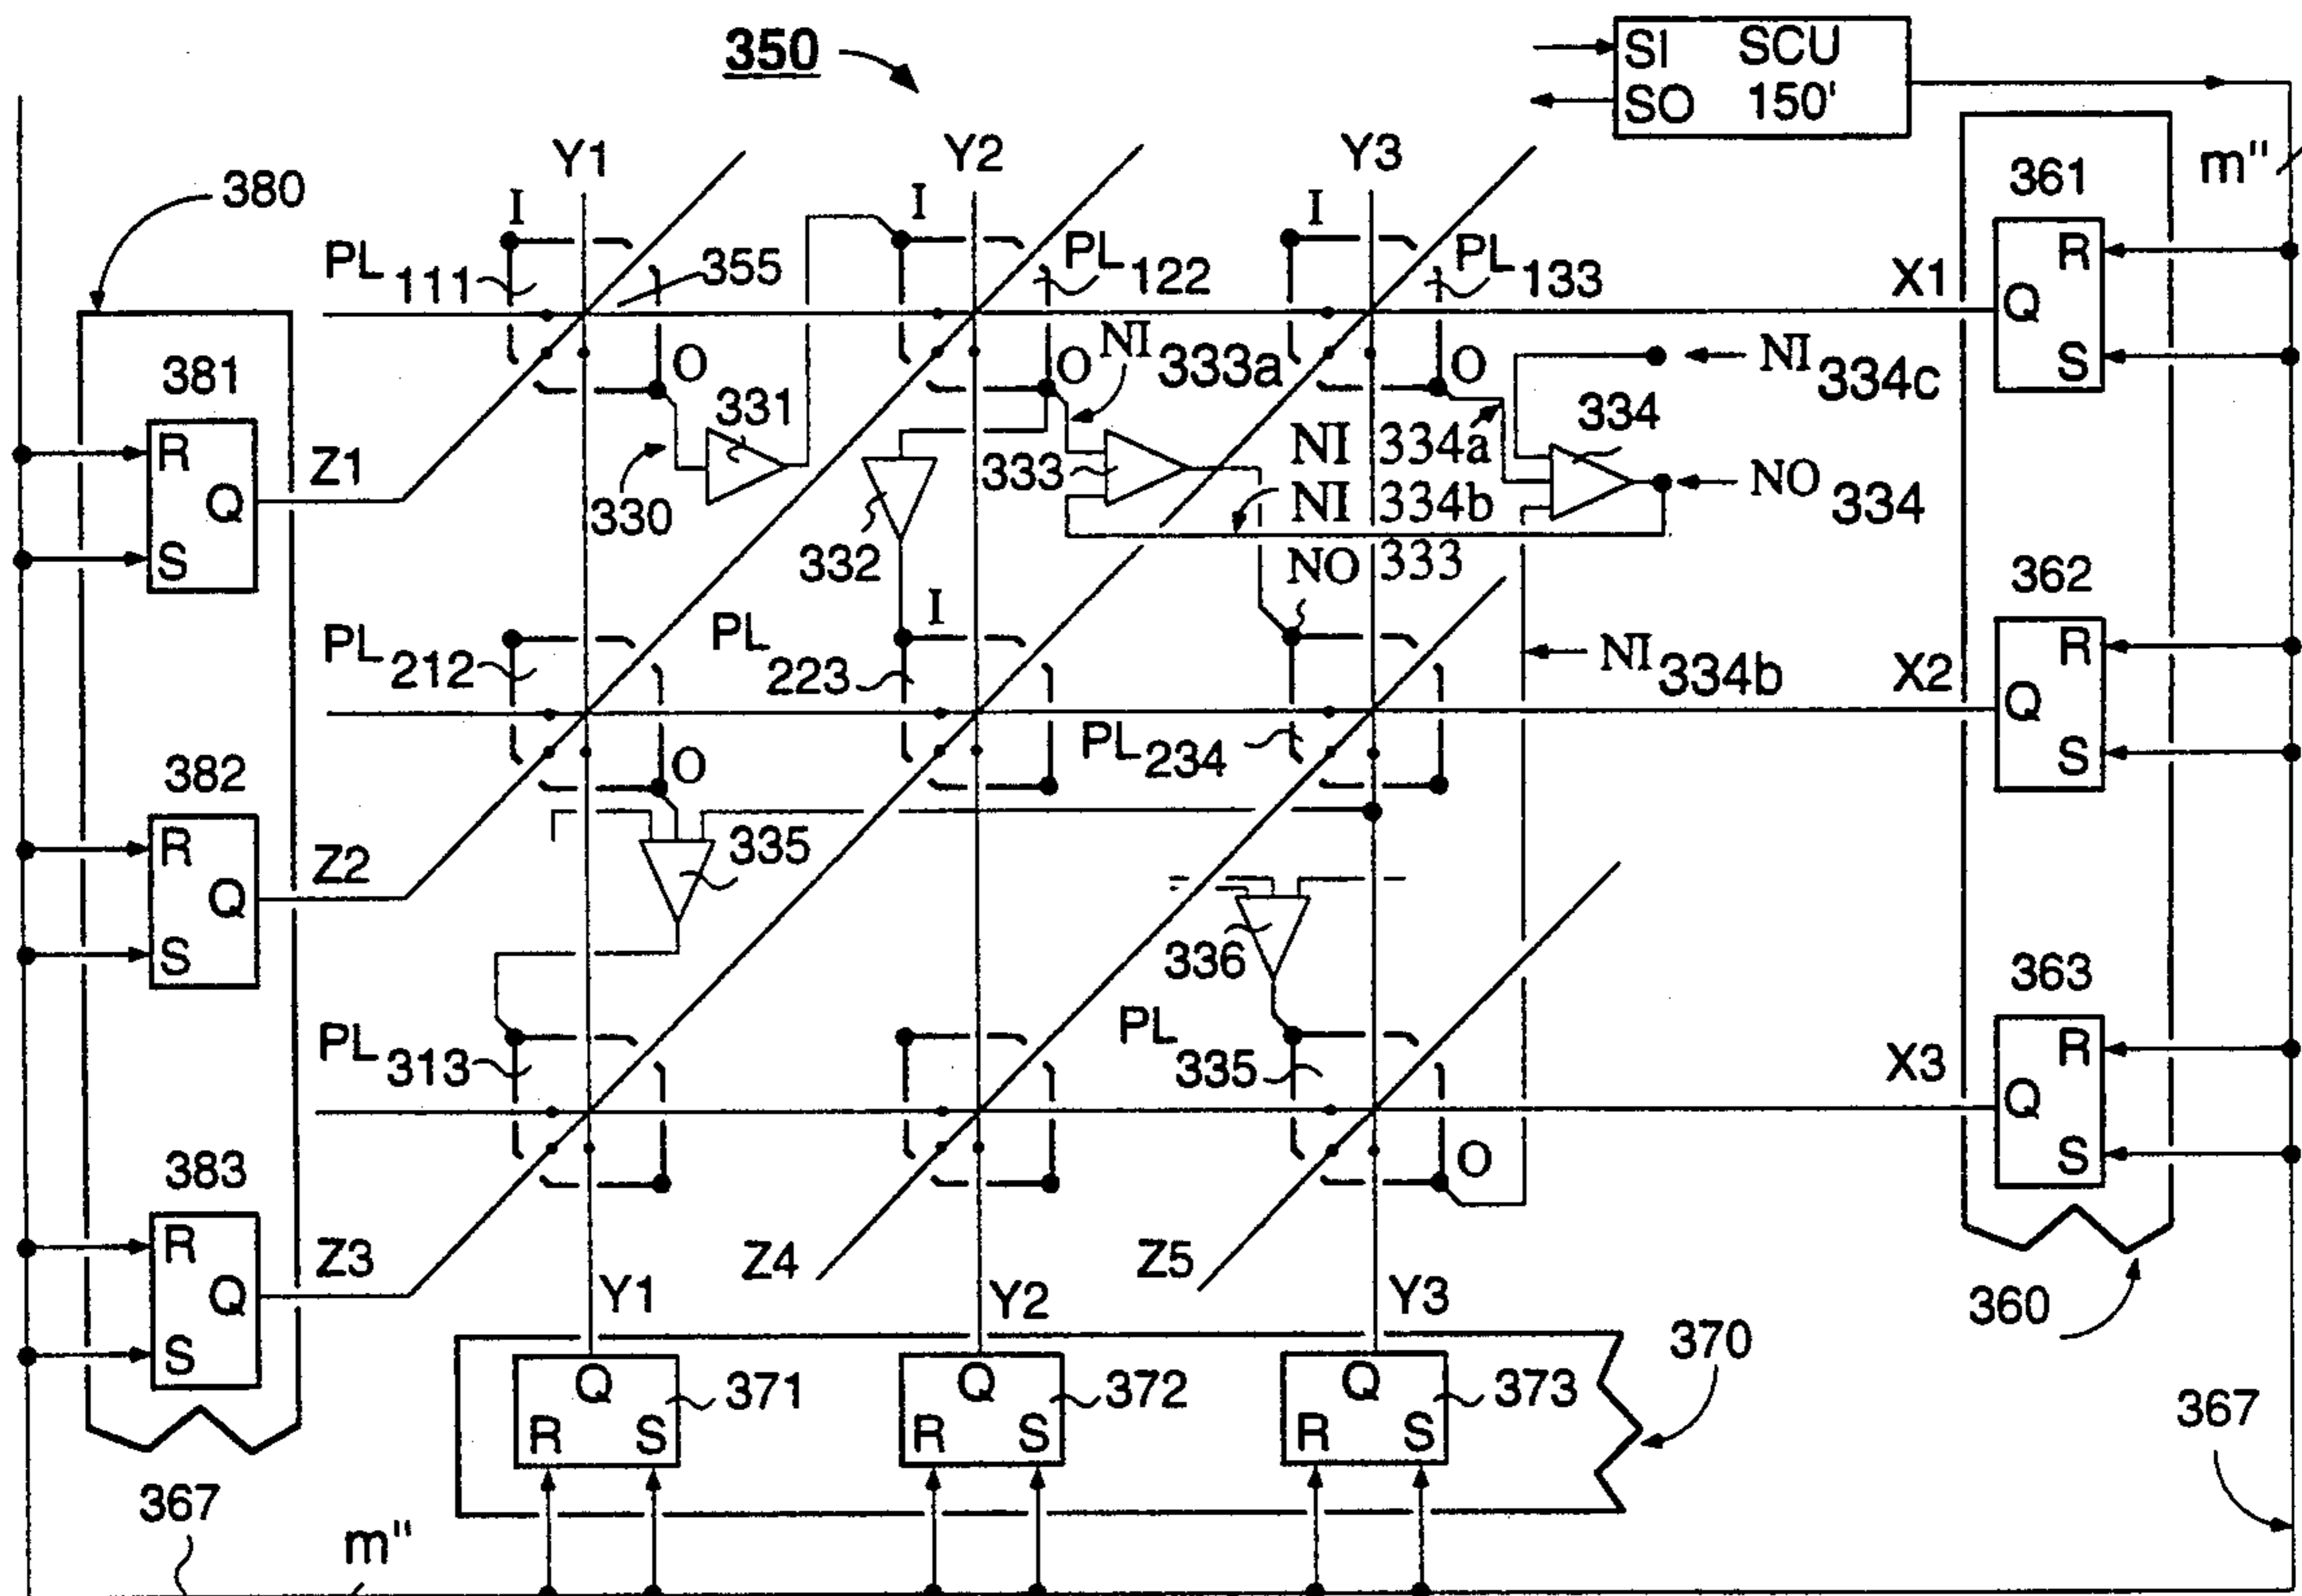 350
SI SCU
SO 150'
Y1 Y2 Y3
m"
361
380
I I I
PL111 355 PL122 PL133
X1 Q R S
381
O O NI 333a O NI 334c
331 334
R Q S
Z1
330 333 NI 334a
NI 334b NO 334
332 NO 333
362
PL212 PL223 I
NI 334b
X2 Q R S
PL234
382
O
R Q S
Z2
335
336
363
PL313 PL335
X3 Q R S
383
O
R Q S
Z3 Z4 Z5
Y1 Y2 Y3
360
370
Q R S 371
Q R S 372
Q R S 373
367
367
m"